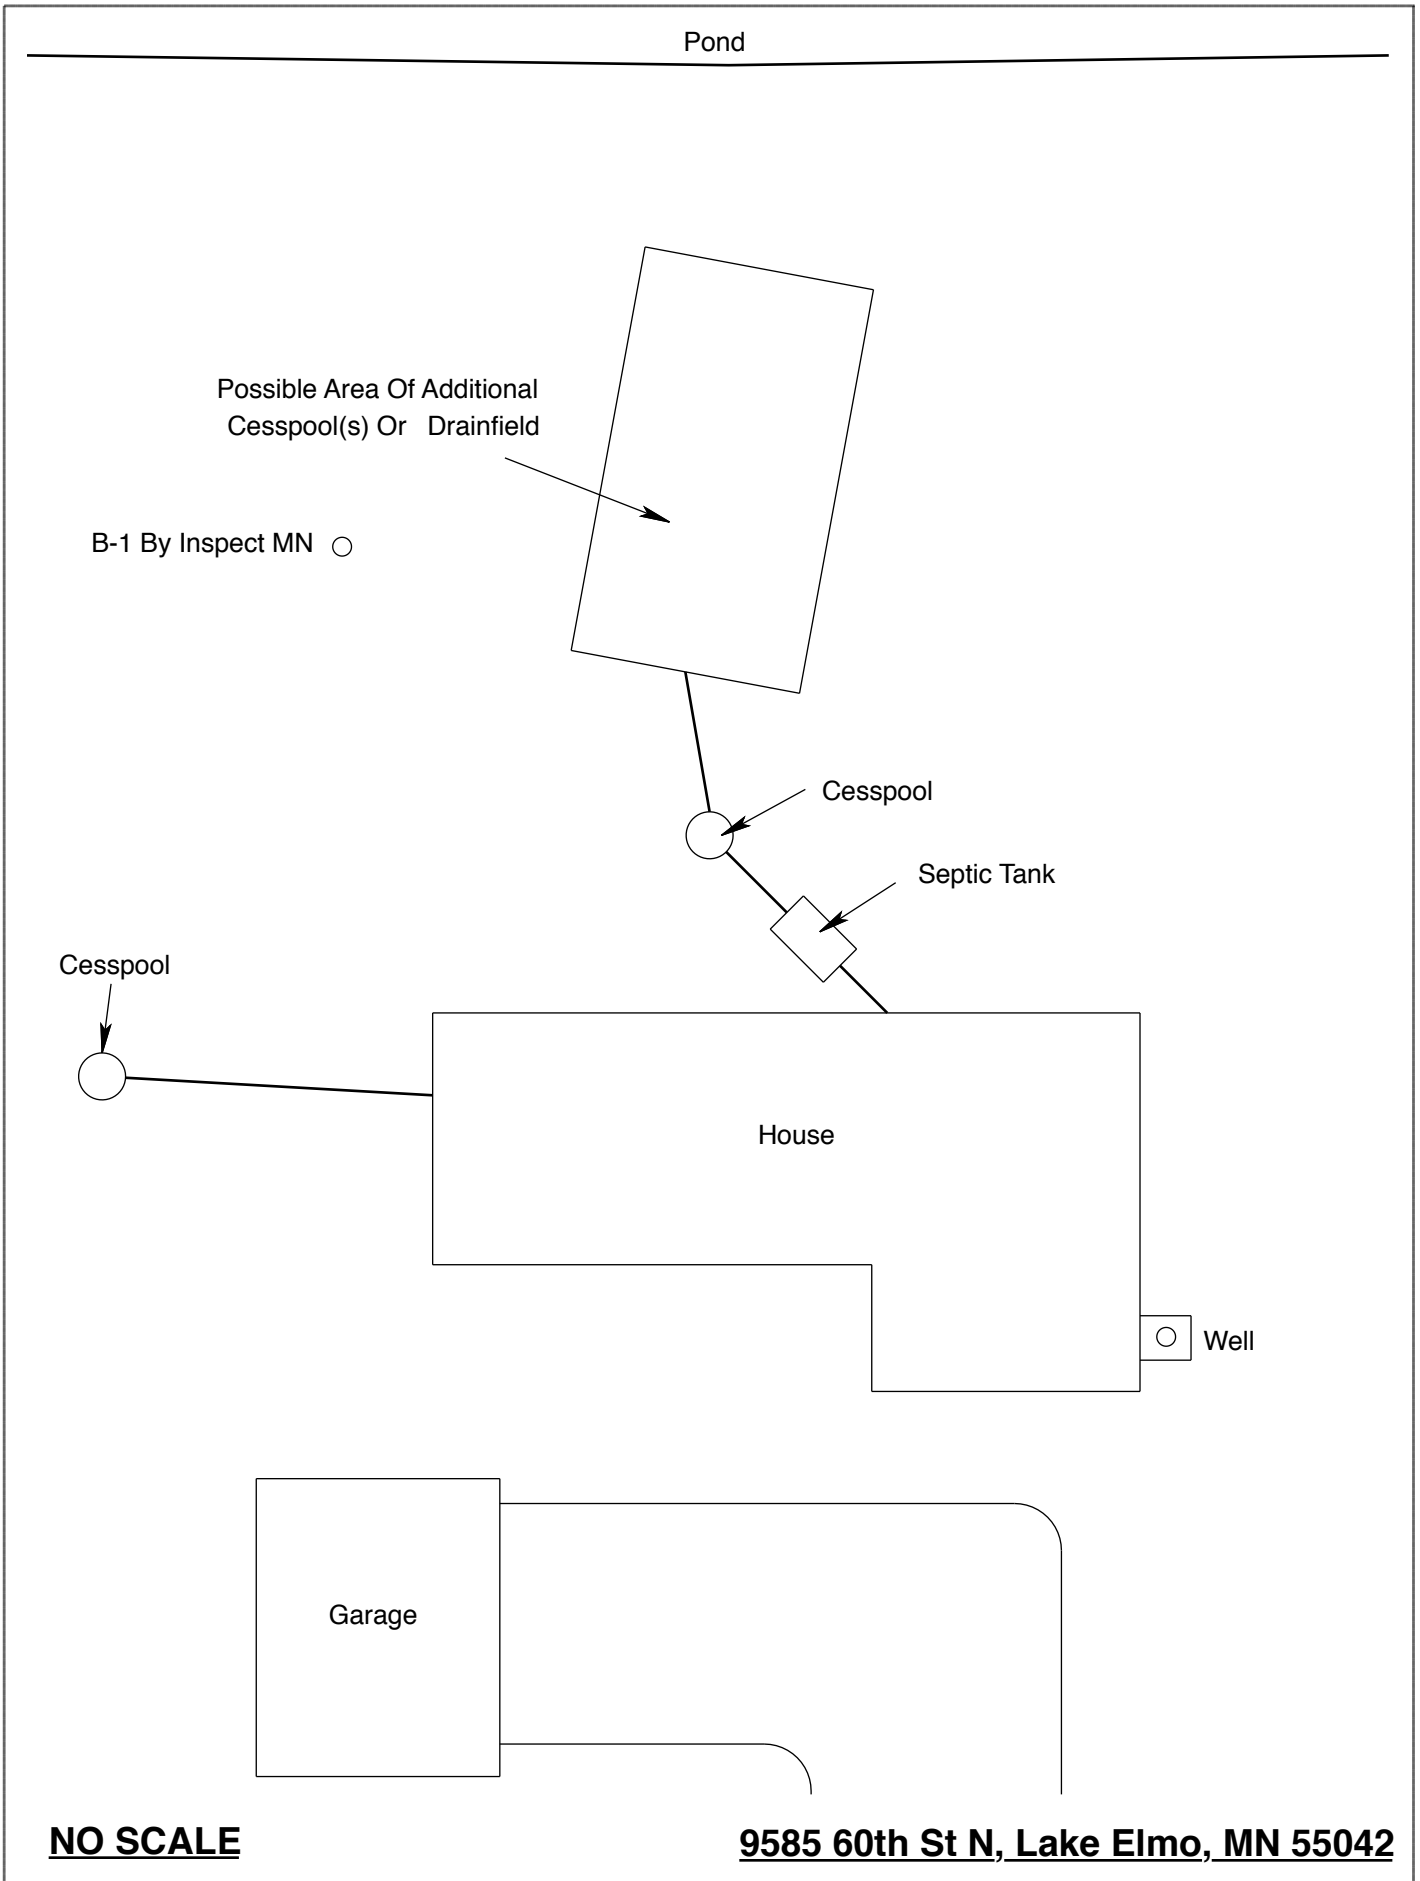 Pond
Possible Area Of Additional
Cesspool(s) Or Drainfield
B-1 By Inspect MN
Cesspool
Septic Tank
Cesspool
House
Well
Garage
NO SCALE
9585 60th St N, Lake Elmo, MN 55042